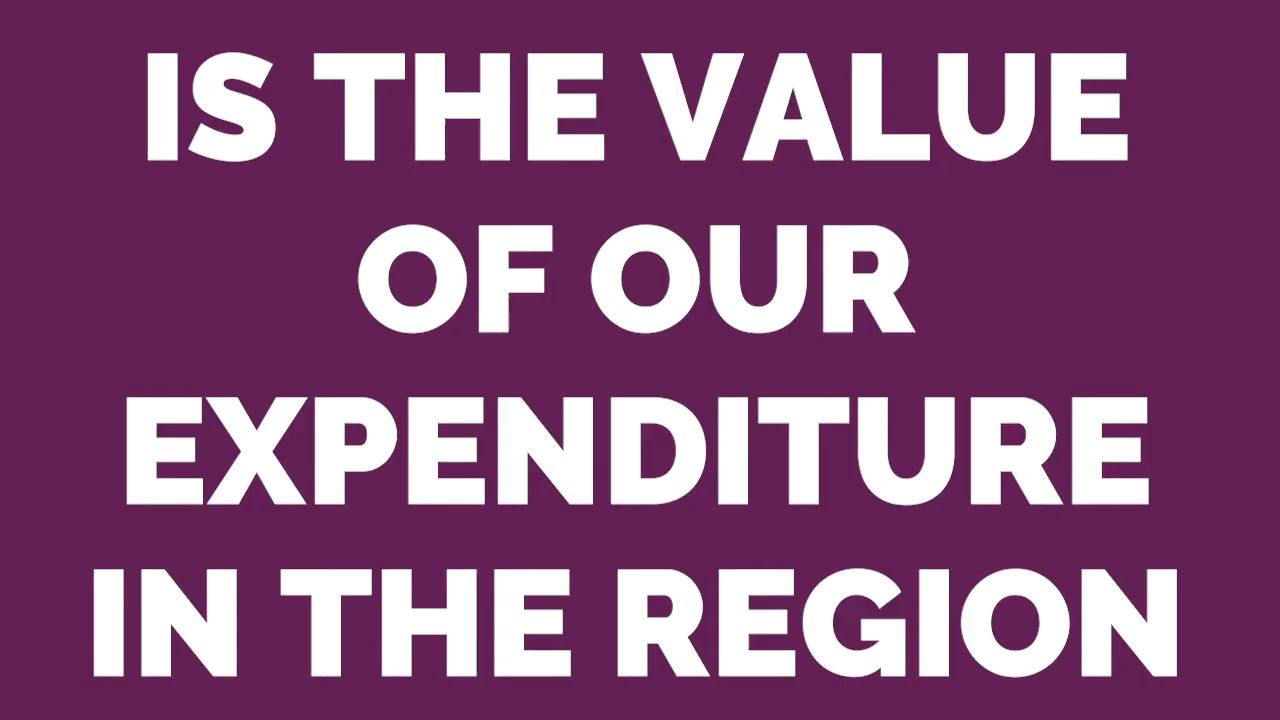 IS THE VALUE
OF OUR
EXPENDITURE
IN THE REGION